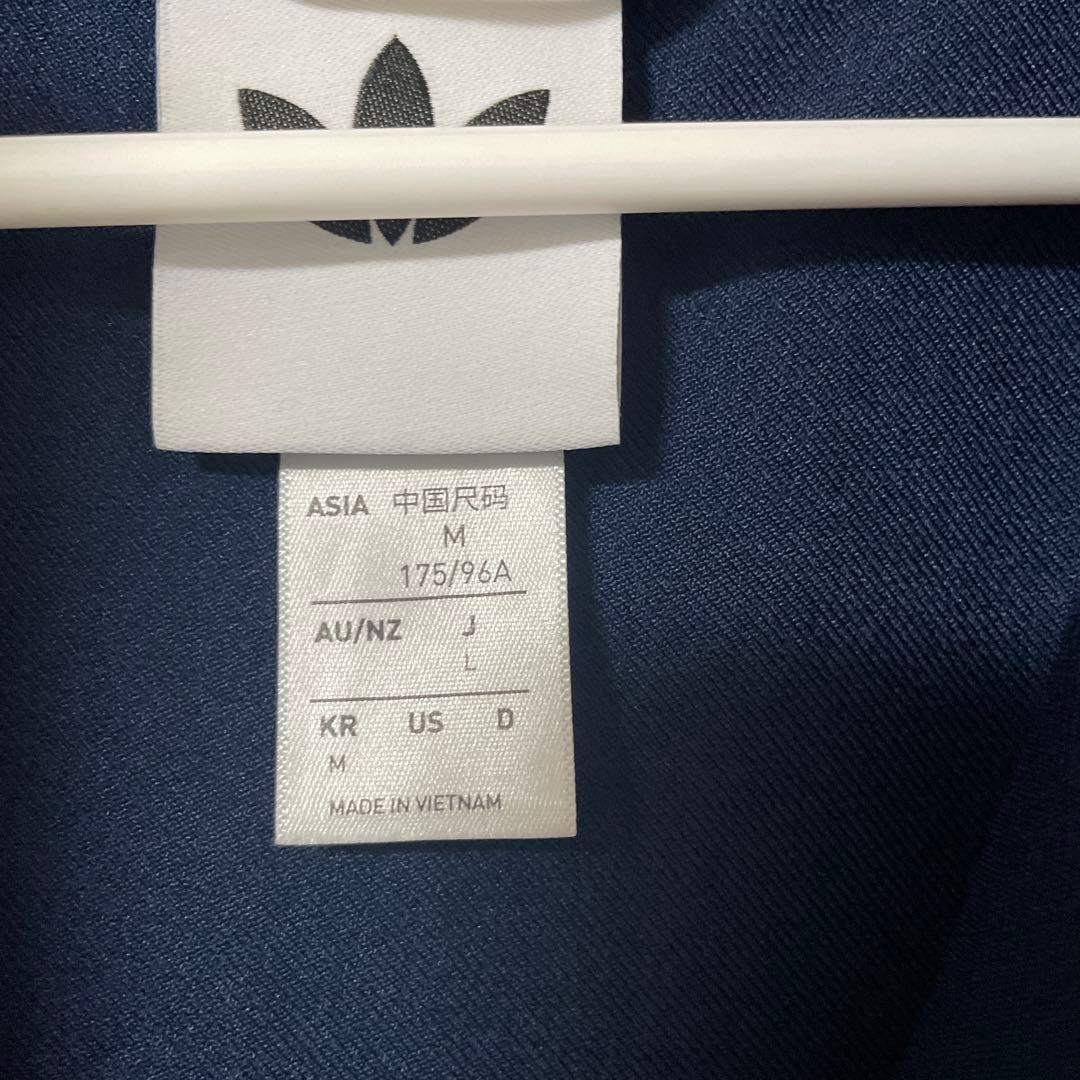 ASIA 中国尺码
M
175/96A
AU/NZ J
L
KR US D
M
MADE IN VIETNAM